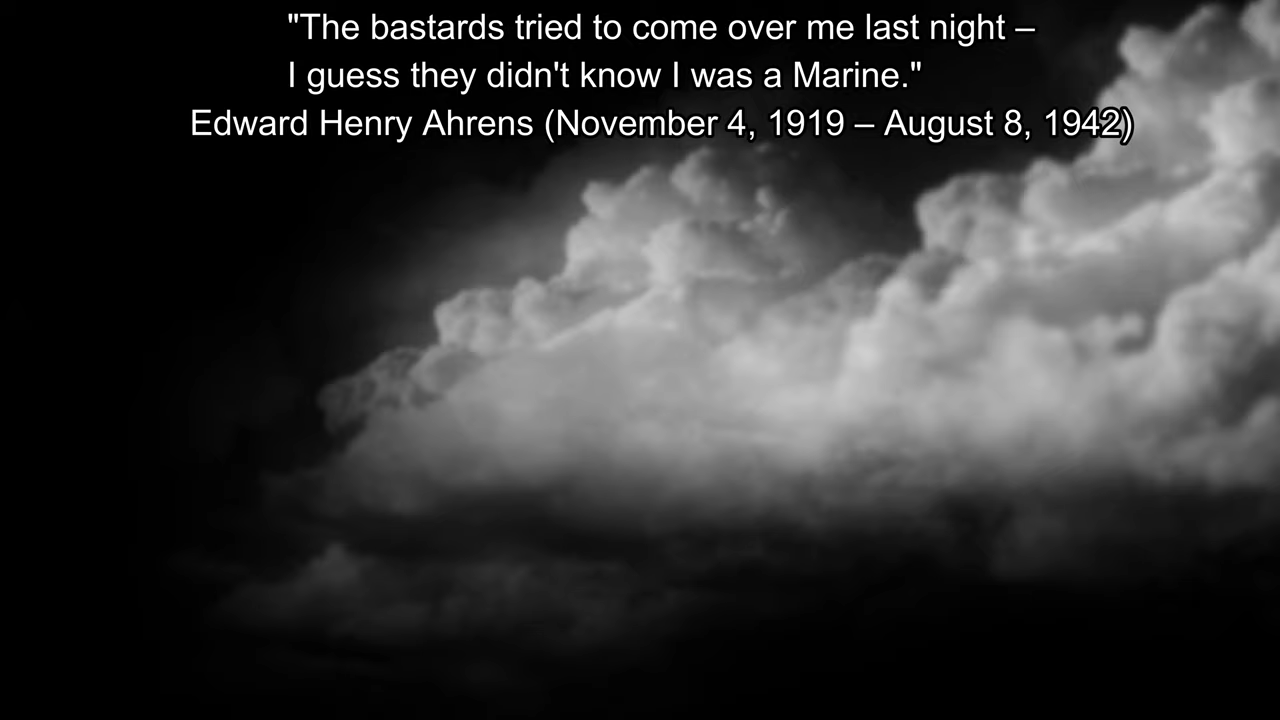 "The bastards tried to come over me last night –
I guess they didn't know I was a Marine."
Edward Henry Ahrens (November 4, 1919 – August 8, 1942)